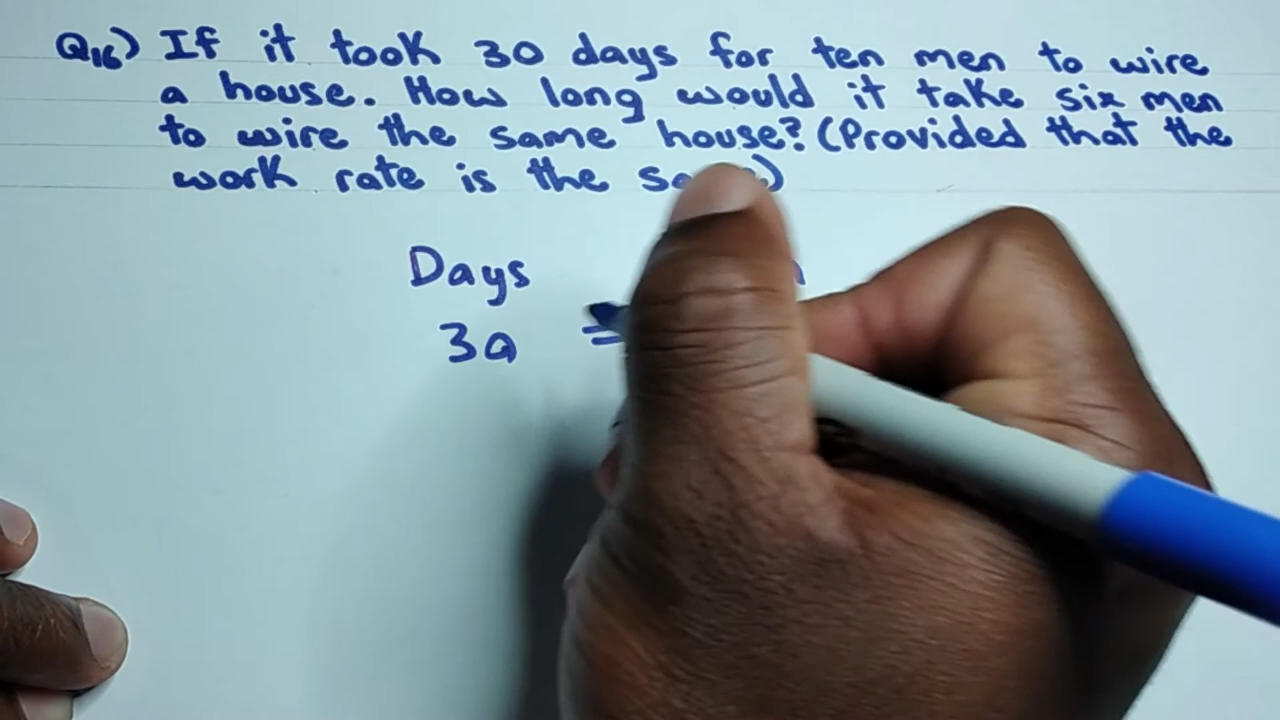 Q16) If it took 30 days for ten men to wire
a house. How long would it take six men
to wire the same house? (Provided that the
work rate is the
Days
30 =